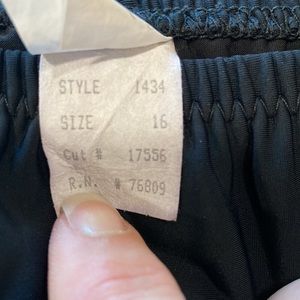 STYLE 1434
SIZE 16
Cut # 17556
R.N. # 76809